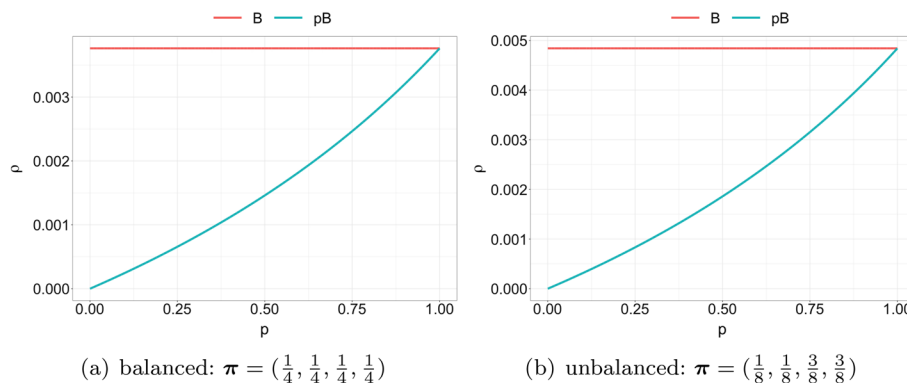 B pB
0.003
0.002
0.001
0.000
ρ
0.00 0.25 0.50 0.75 1.00
p
(a) balanced: π = (1/4, 1/4, 1/4, 1/4)
B pB
0.005
0.004
0.003
0.002
0.001
0.000
ρ
0.00 0.25 0.50 0.75 1.00
p
(b) unbalanced: π = (1/8, 1/8, 3/8, 3/8)